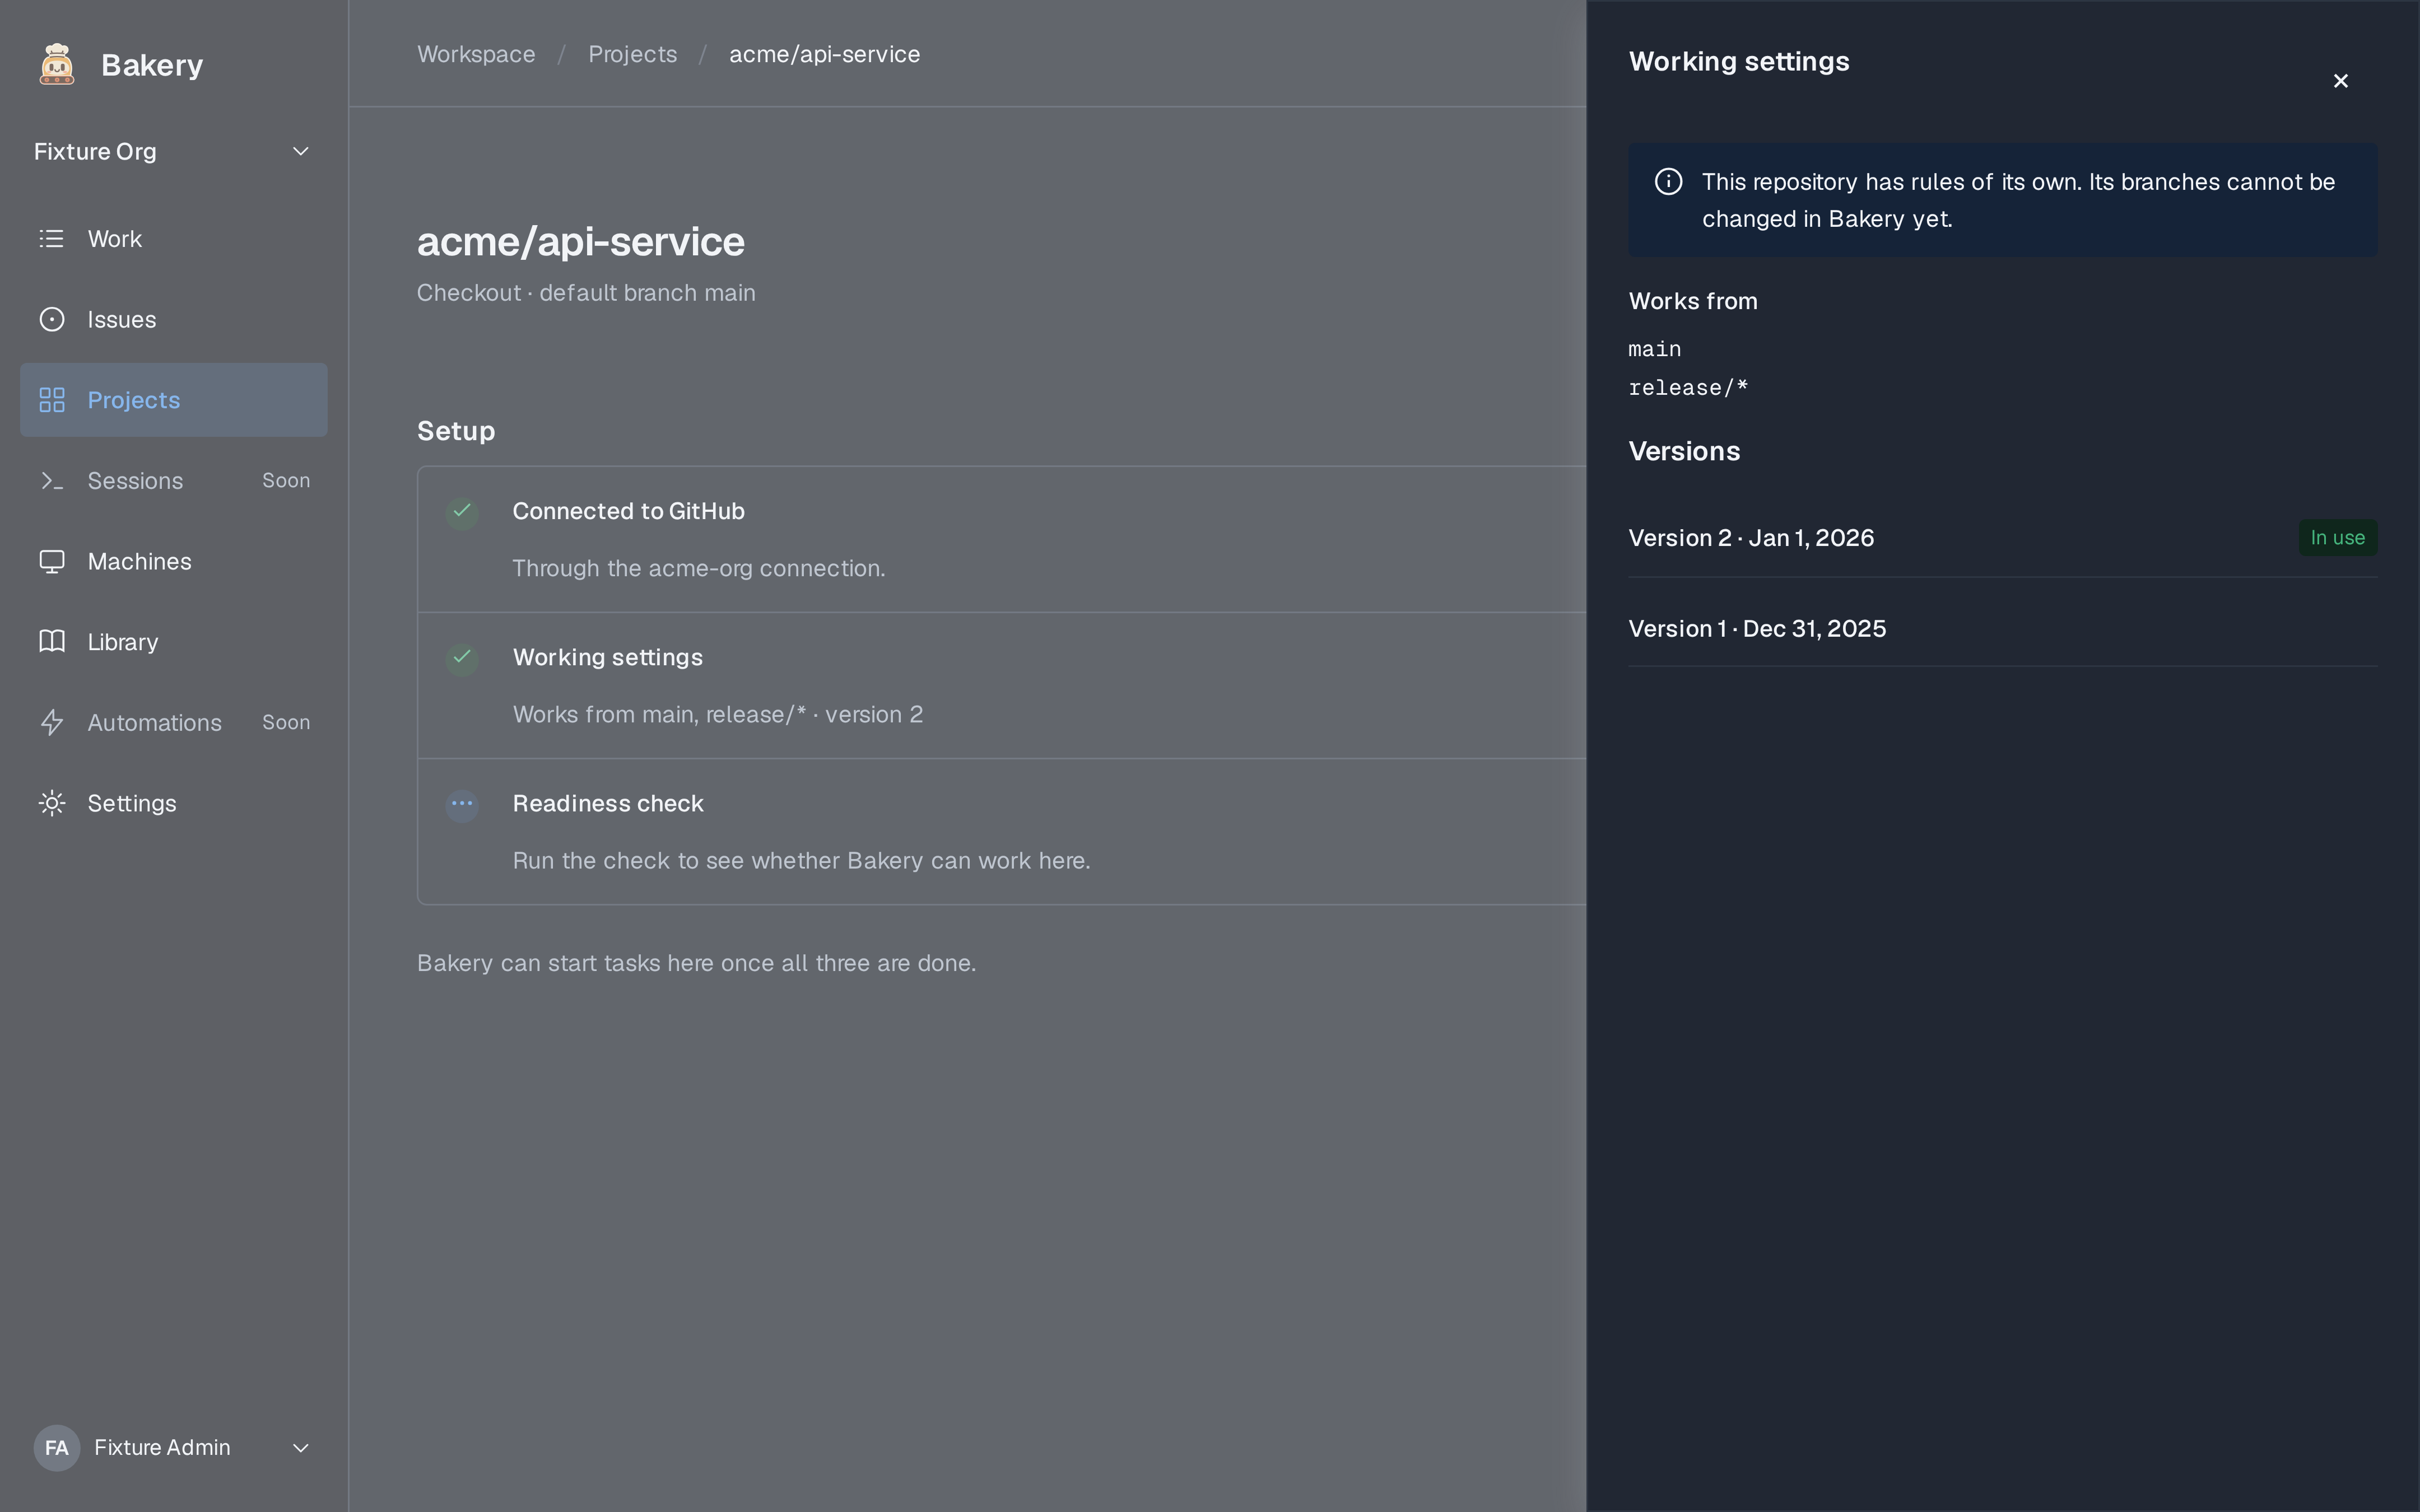 Bakery
Fixture Org
Work
Issues
Projects
Sessions Soon
Machines
Library
Automations Soon
Settings
FA Fixture Admin
Workspace / Projects / acme/api-service
acme/api-service
Checkout · default branch main
Setup
Connected to GitHub
Through the acme-org connection.
Working settings
Works from main, release/* · version 2
Readiness check
Run the check to see whether Bakery can work here.
Bakery can start tasks here once all three are done.
Working settings
This repository has rules of its own. Its branches cannot be
changed in Bakery yet.
Works from
main
release/*
Versions
Version 2 · Jan 1, 2026 In use
Version 1 · Dec 31, 2025